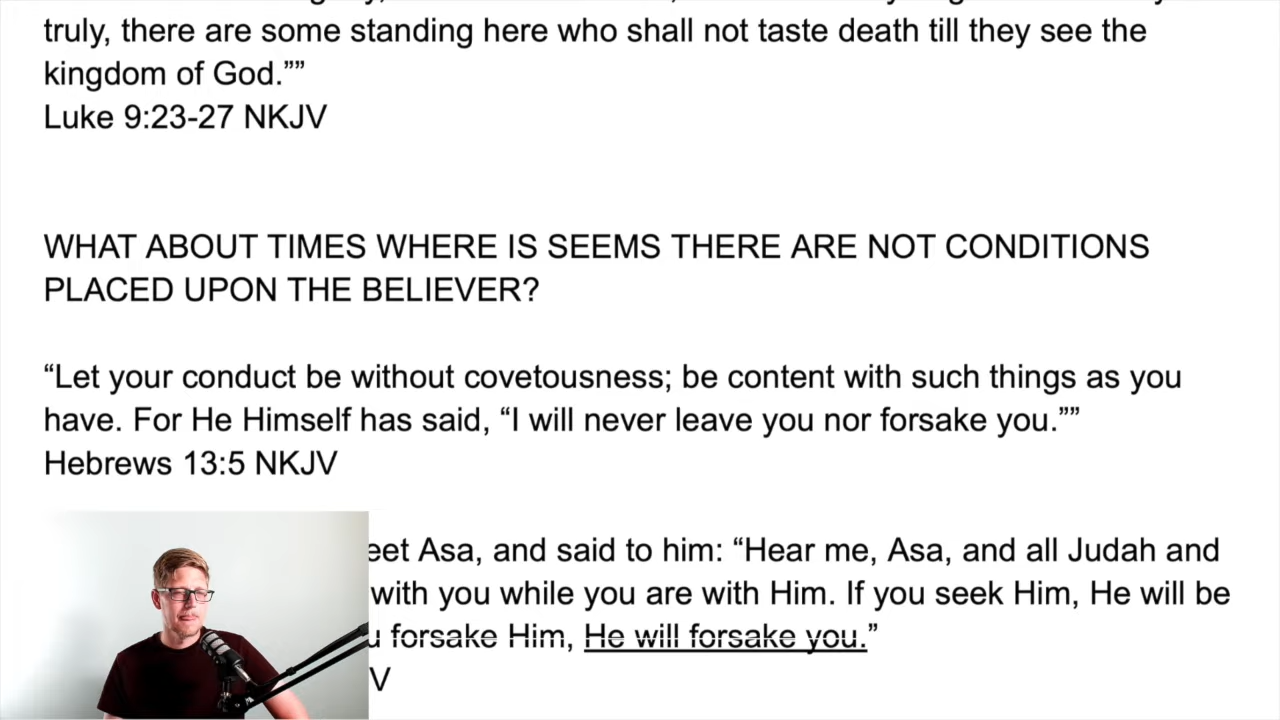 truly, there are some standing here who shall not taste death till they see the
kingdom of God.””
Luke 9:23-27 NKJV
WHAT ABOUT TIMES WHERE IS SEEMS THERE ARE NOT CONDITIONS
PLACED UPON THE BELIEVER?
“Let your conduct be without covetousness; be content with such things as you
have. For He Himself has said, “I will never leave you nor forsake you.””
Hebrews 13:5 NKJV
Asa, and said to him: “Hear me, Asa, and all Judah and
with you while you are with Him. If you seek Him, He will be
forsake Him, He will forsake you.”